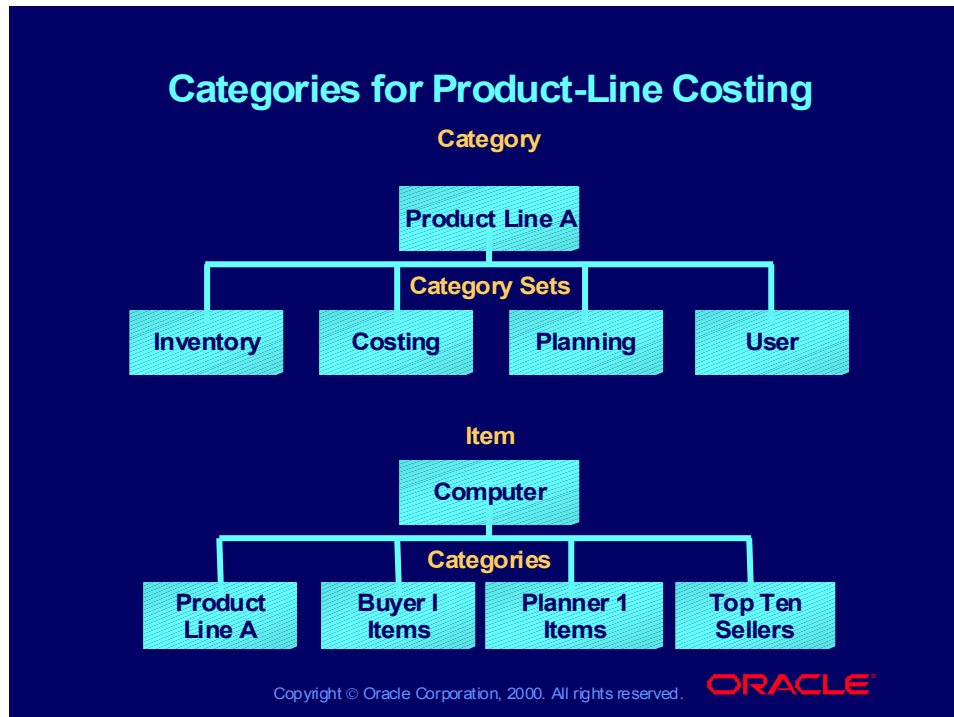 Categories for Product-Line Costing
Category
Product Line A
Category Sets
Inventory Costing Planning User
Item
Computer
Categories
Product Line A
Buyer I Items
Planner 1 Items
Top Ten Sellers
Copyright © Oracle Corporation, 2000. All rights reserved.
ORACLE®